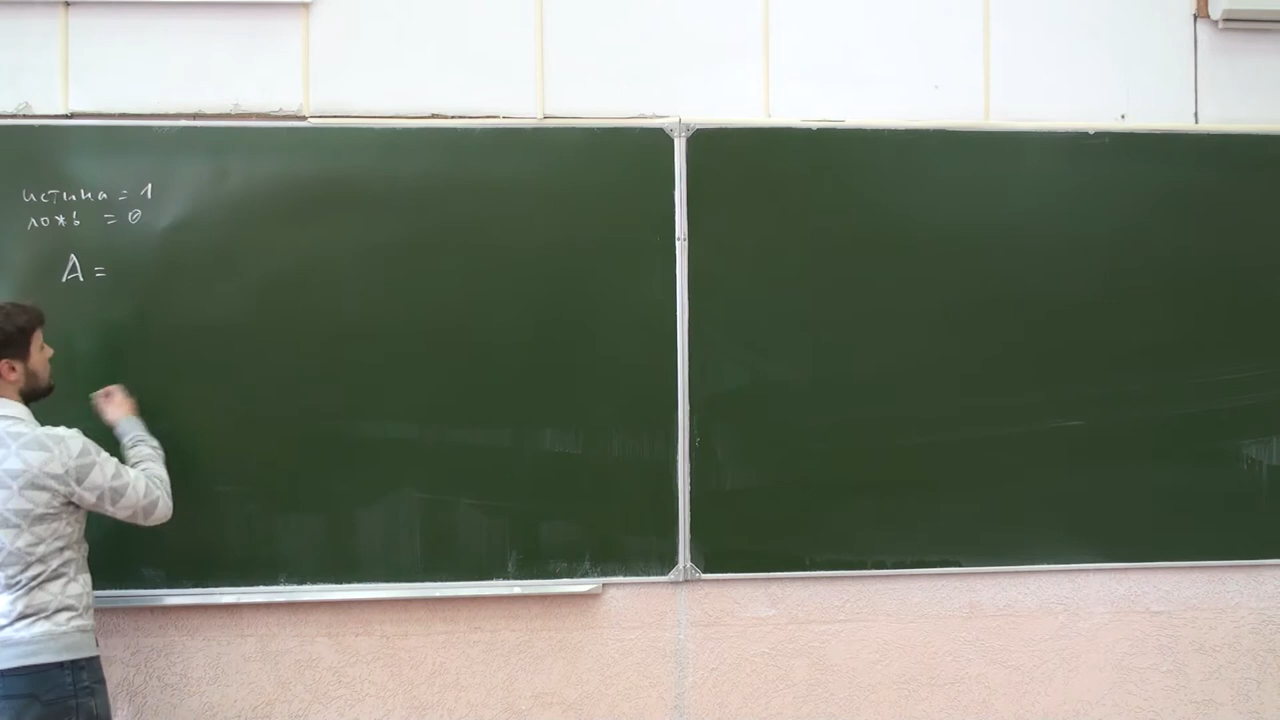 истина = 1
ложь = 0
A =